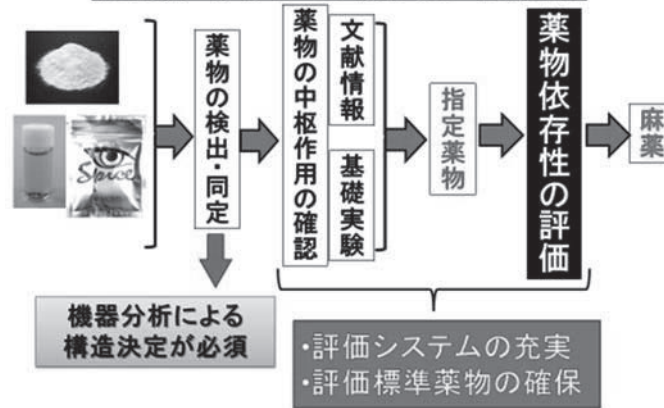 Spice
薬物の検出・同定
薬物の中枢作用の確認
文献情報
基礎実験
指定薬物
薬物依存性の評価
麻薬
機器分析による
構造決定が必須
・評価システムの充実
・評価標準薬物の確保